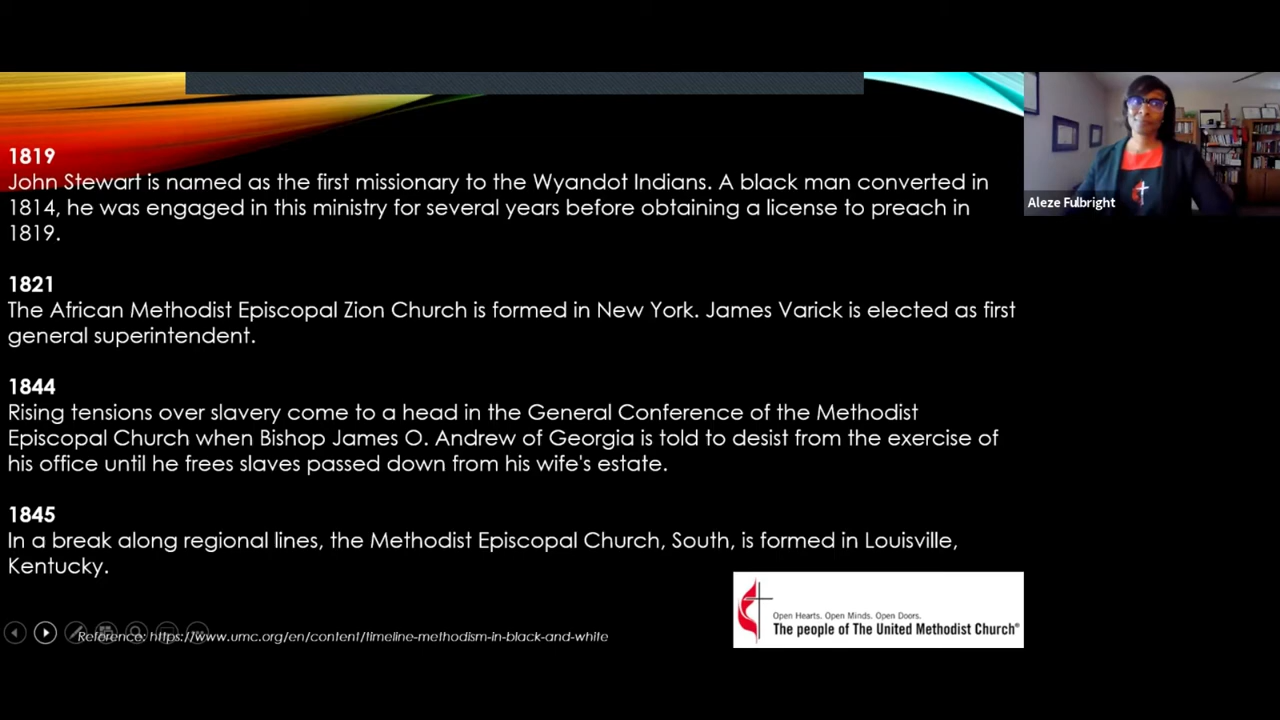 1819
John Stewart is named as the first missionary to the Wyandot Indians. A black man converted in
1814, he was engaged in this ministry for several years before obtaining a license to preach in
1819.
Aleze Fulbright
1821
The African Methodist Episcopal Zion Church is formed in New York. James Varick is elected as first
general superintendent.
1844
Rising tensions over slavery come to a head in the General Conference of the Methodist
Episcopal Church when Bishop James O. Andrew of Georgia is told to desist from the exercise of
his office until he frees slaves passed down from his wife's estate.
1845
In a break along regional lines, the Methodist Episcopal Church, South, is formed in Louisville,
Kentucky.
Open Hearts. Open Minds. Open Doors.
The people of The United Methodist Church®
Reference: https://www.umc.org/en/content/timeline-methodism-in-black-and-white